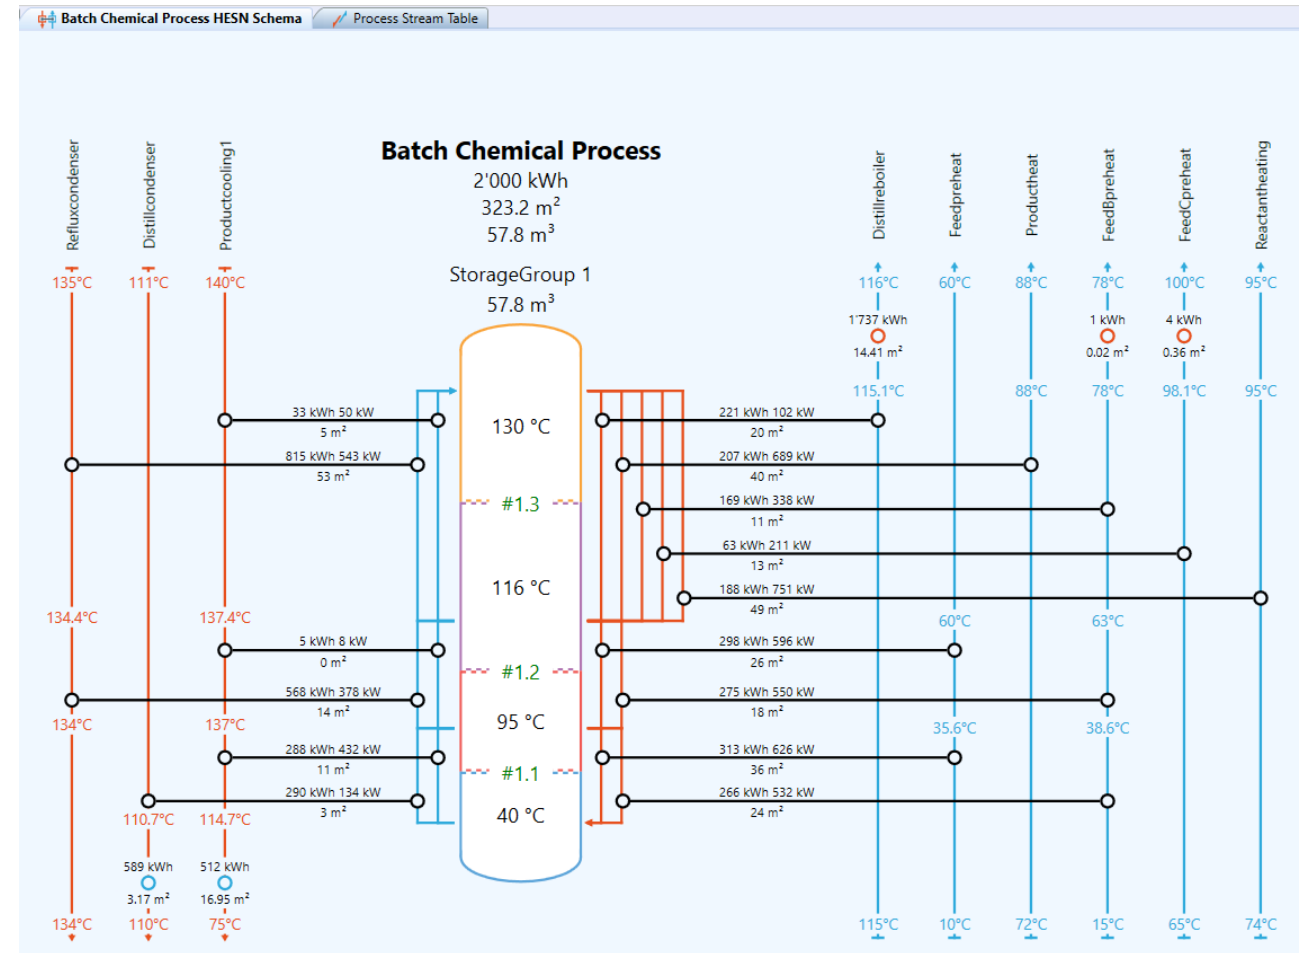 Batch Chemical Process HESN Schema
Process Stream Table
Refluxcondenser
Distillcondenser
Productcooling1
Batch Chemical Process
2'000 kWh
323.2 m²
57.8 m³
StorageGroup 1
57.8 m³
Distillreboiler
Feedpreheat
Productheat
FeedBpreheat
FeedCpreheat
Reactantheating
135°C 111°C 140°C
116°C 60°C 88°C 78°C 100°C 95°C
1'737 kWh
14.41 m²
1 kWh
0.02 m²
4 kWh
0.36 m²
115.1°C 88°C 78°C 98.1°C 95°C
33 kWh 50 kW
5 m²
130 °C
221 kWh 102 kW
20 m²
815 kWh 543 kW
53 m²
207 kWh 689 kW
40 m²
#1.3
169 kWh 338 kW
11 m²
63 kWh 211 kW
13 m²
116 °C
188 kWh 751 kW
49 m²
134.4°C 137.4°C
60°C 63°C
5 kWh 8 kW
0 m²
298 kWh 596 kW
26 m²
#1.2
568 kWh 378 kW
14 m²
275 kWh 550 kW
18 m²
134°C 137°C
95 °C
35.6°C 38.6°C
288 kWh 432 kW
11 m²
313 kWh 626 kW
36 m²
#1.1
290 kWh 134 kW
3 m²
266 kWh 532 kW
24 m²
110.7°C 114.7°C
40 °C
589 kWh
3.17 m²
512 kWh
16.95 m²
134°C 110°C 75°C
115°C 10°C 72°C 15°C 65°C 74°C